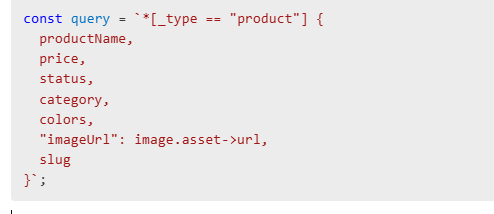 const query = `*[_type == "product"] {
productName,
price,
status,
category,
colors,
"imageUrl": image.asset->url,
slug
}`;